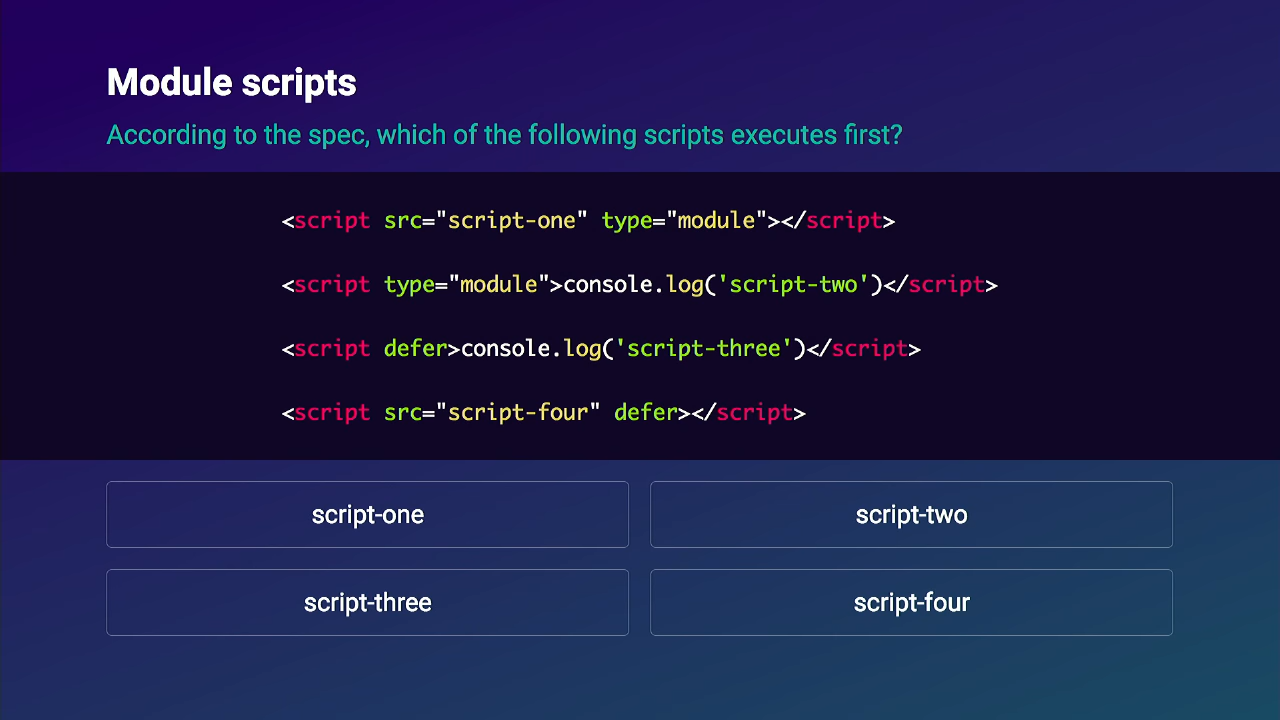 Module scripts
According to the spec, which of the following scripts executes first?
<script src="script-one" type="module"></script>
<script type="module">console.log('script-two')</script>
<script defer>console.log('script-three')</script>
<script src="script-four" defer></script>
script-one
script-two
script-three
script-four